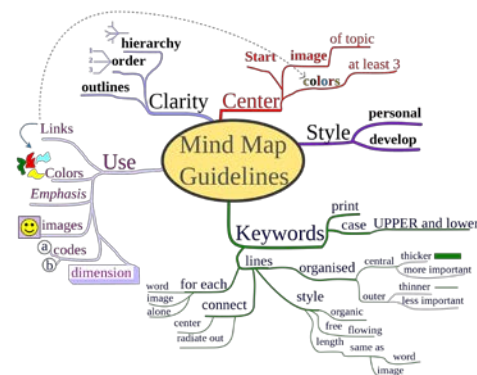 Mind Map
Guidelines
Center
Start
image
of topic
colors
at least 3
Style
personal
develop
Keywords
print
case
UPPER and lower
lines
organised
central
thicker
more important
outer
thinner
less important
style
organic
free
flowing
length
same as
word
image
connect
center
radiate out
for each
word
image
alone
Use
Links
Colors
Emphasis
images
codes
a
b
dimension
Clarity
hierarchy
order
1
2
3
outlines